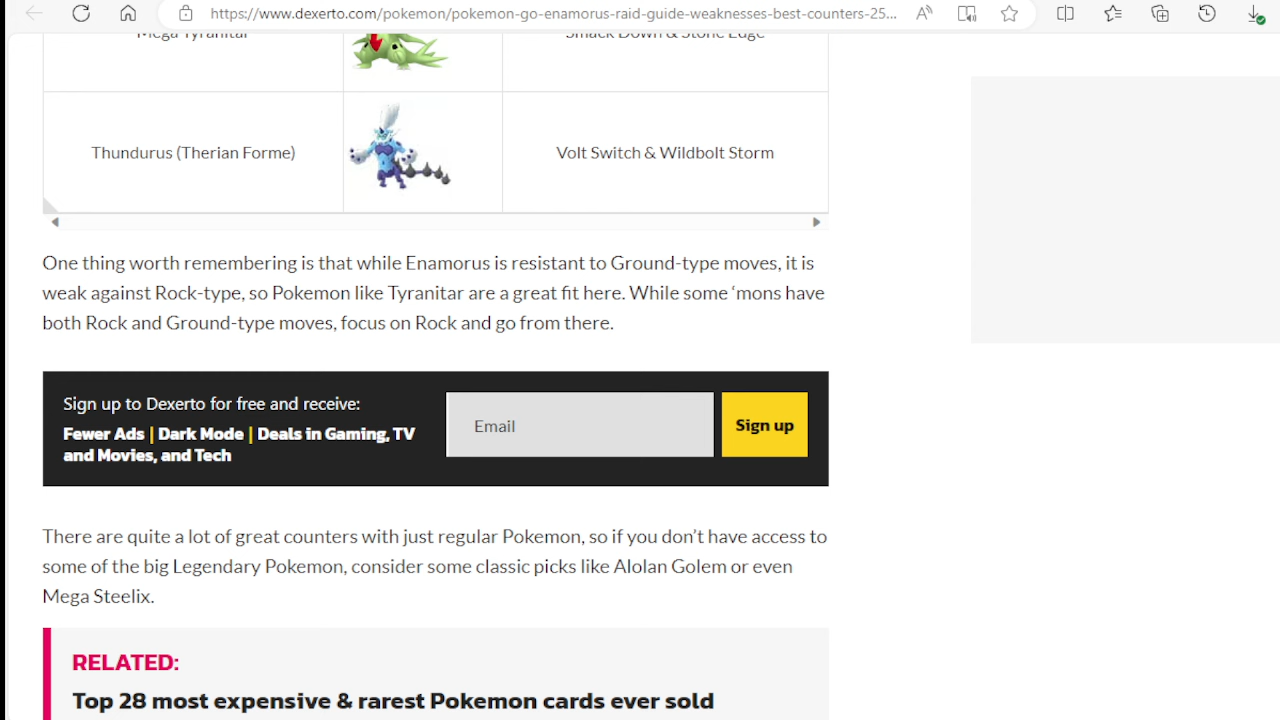 https://www.dexerto.com/pokemon/pokemon-go-enamorus-raid-guide-weaknesses-best-counters-25...
Mega Tyranitar
Smack Down & Stone Edge
Thundurus (Therian Forme)
Volt Switch & Wildbolt Storm
One thing worth remembering is that while Enamorus is resistant to Ground-type moves, it is
weak against Rock-type, so Pokemon like Tyranitar are a great fit here. While some ‘mons have
both Rock and Ground-type moves, focus on Rock and go from there.
Sign up to Dexerto for free and receive:
Fewer Ads | Dark Mode | Deals in Gaming, TV
and Movies, and Tech
Email
Sign up
There are quite a lot of great counters with just regular Pokemon, so if you don’t have access to
some of the big Legendary Pokemon, consider some classic picks like Alolan Golem or even
Mega Steelix.
RELATED:
Top 28 most expensive & rarest Pokemon cards ever sold